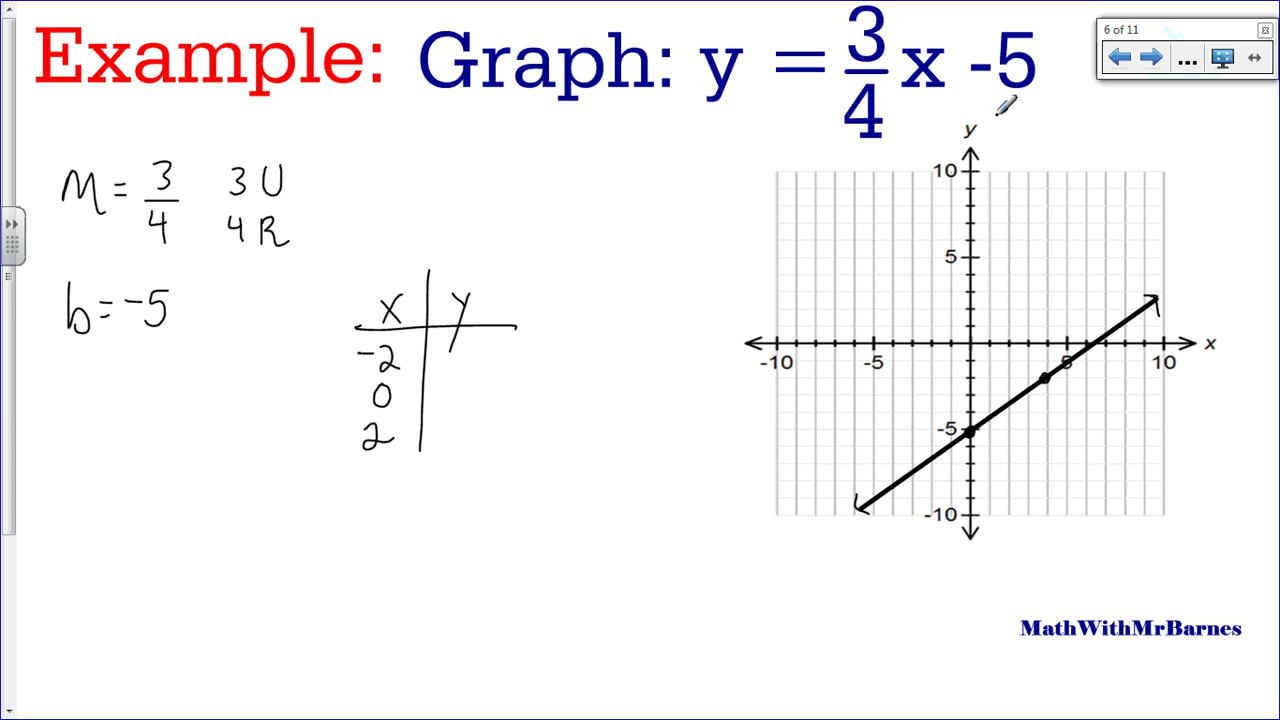 6 of 11
Example: Graph: y = 3/4 x -5
M = 3/4 3 U
4 R
b = -5
x y
-2
0
2
y
10
5
-10 -5 5 10 x
-5
-10
MathWithMrBarnes